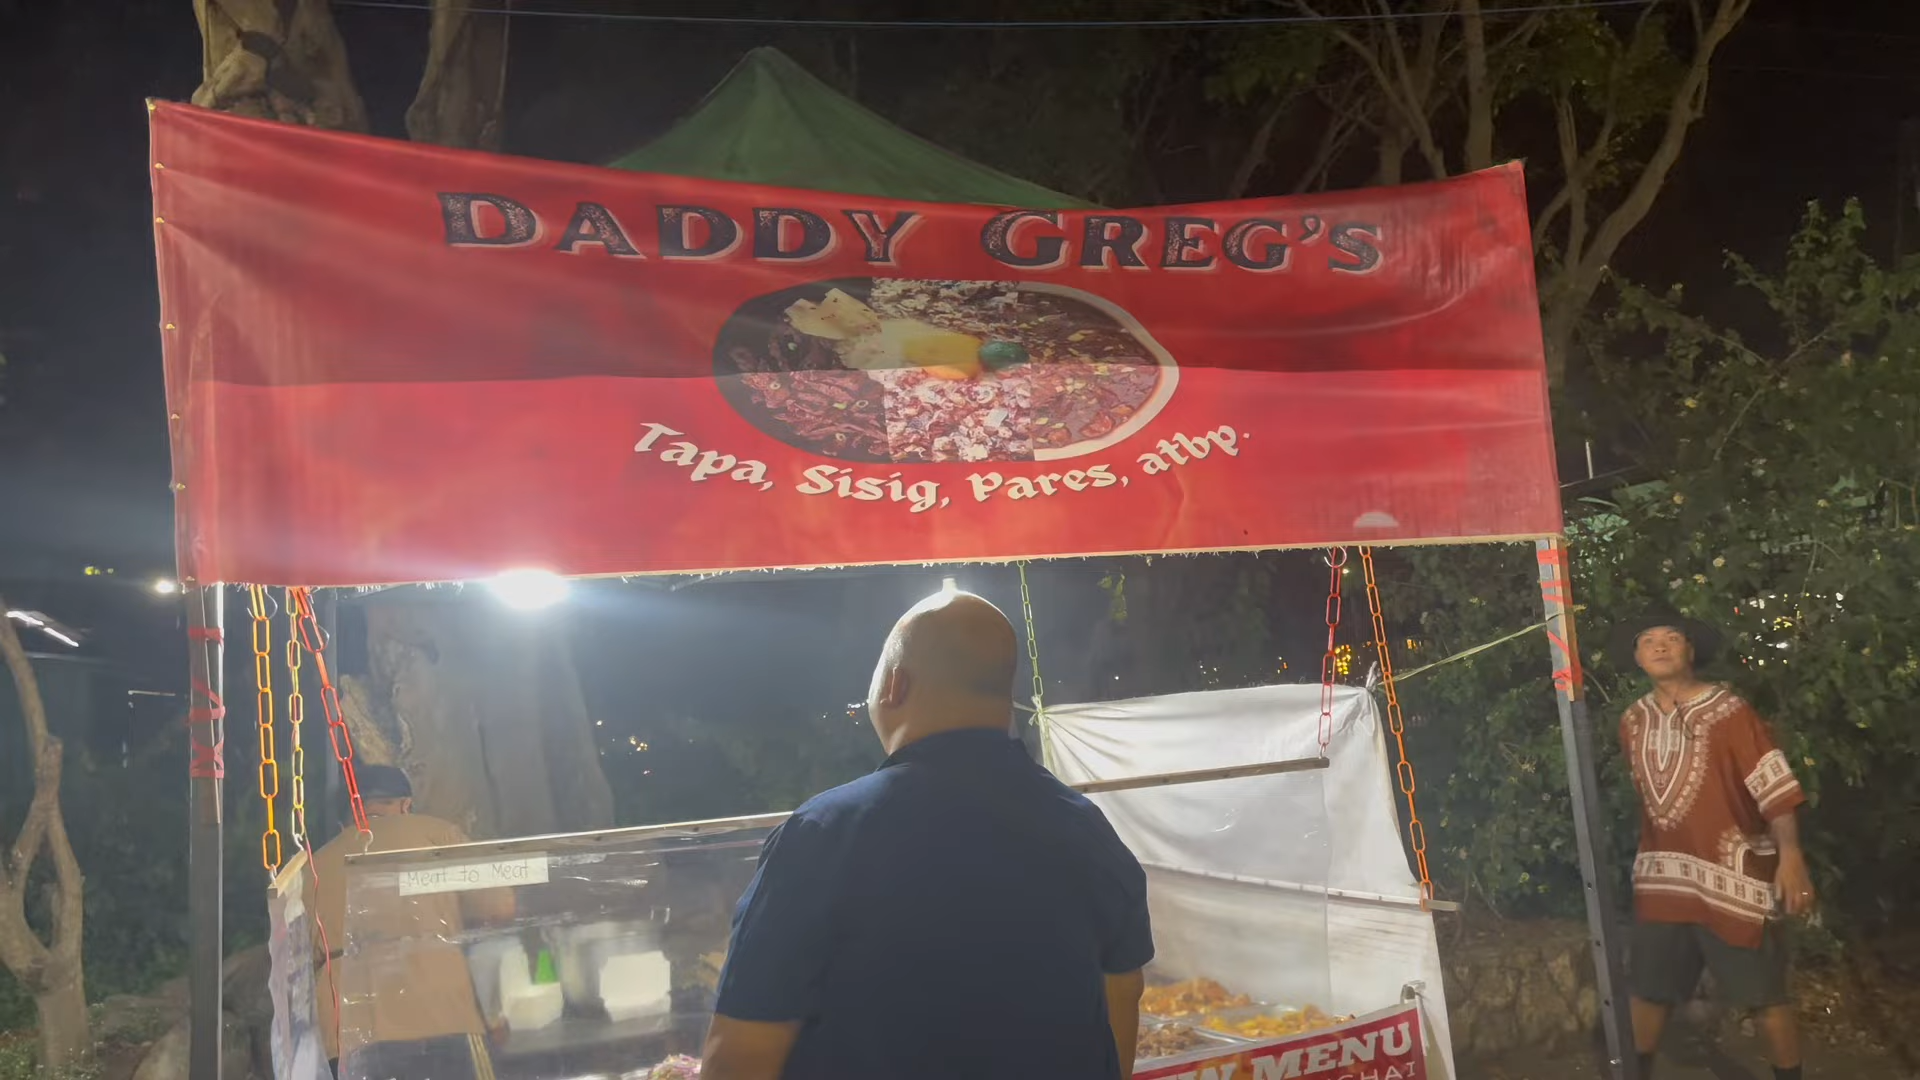 DADDY GREG'S
Tapa, Sisig, Pares, atbp.
Meat to Meat
MENU